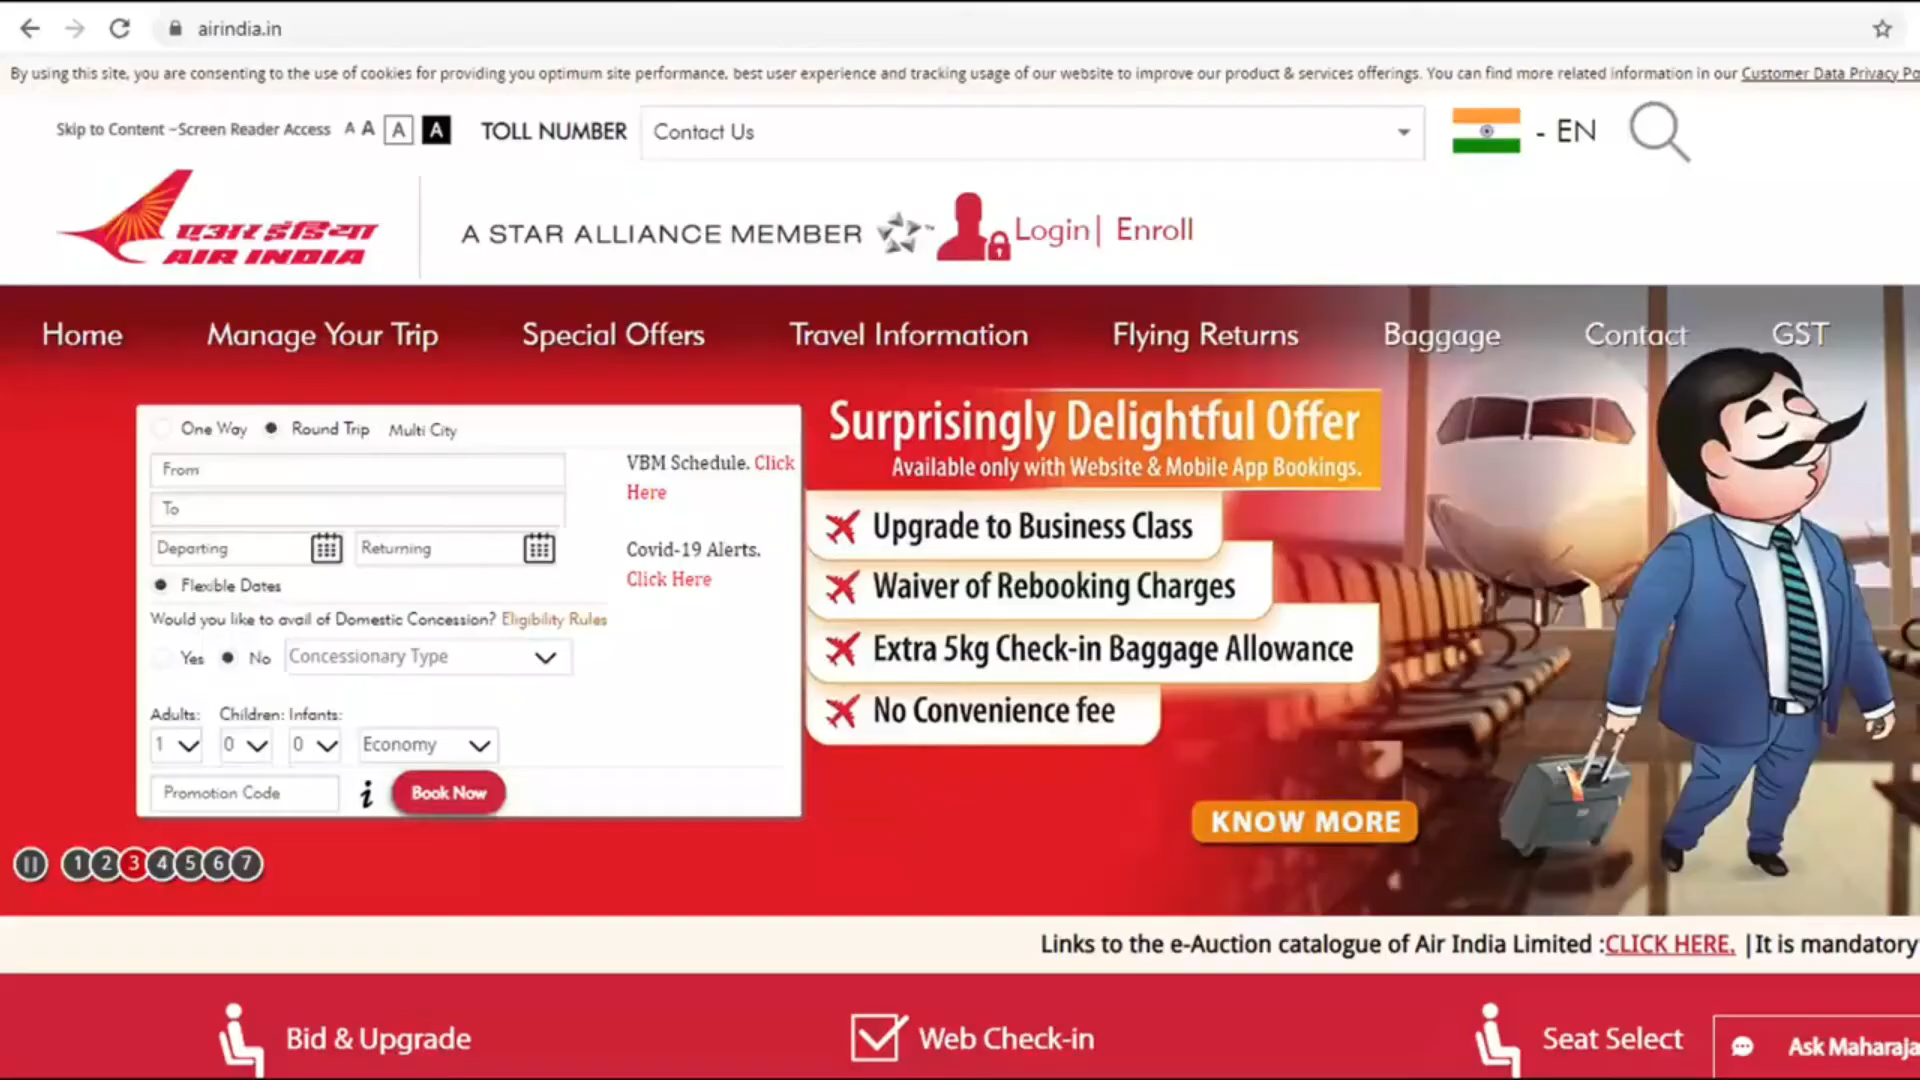 airindia.in
By using this site, you are consenting to the use of cookies for providing you optimum site performance, best user experience and tracking usage of our website to improve our product & services offerings. You can find more related information in our Customer Data Privacy Po
Skip to Content -Screen Reader Access A A A A TOLL NUMBER Contact Us - EN
एअर इंडिया
AIR INDIA
A STAR ALLIANCE MEMBER
Login| Enroll
Home Manage Your Trip Special Offers Travel Information Flying Returns Baggage Contact GST
One Way Round Trip Multi City
From
To
Departing Returning
Flexible Dates
Would you like to avail of Domestic Concession? Eligibility Rules
Yes No Concessionary Type
Adults: Children: Infants:
1 0 0 Economy
Promotion Code i Book Now
VBM Schedule. Click
Here
Covid-19 Alerts.
Click Here
Surprisingly Delightful Offer
Available only with Website & Mobile App Bookings.
Upgrade to Business Class
Waiver of Rebooking Charges
Extra 5kg Check-in Baggage Allowance
No Convenience fee
KNOW MORE
1 2 3 4 5 6 7
Links to the e-Auction catalogue of Air India Limited :CLICK HERE. |It is mandatory
Bid & Upgrade Web Check-in Seat Select Ask Maharaja